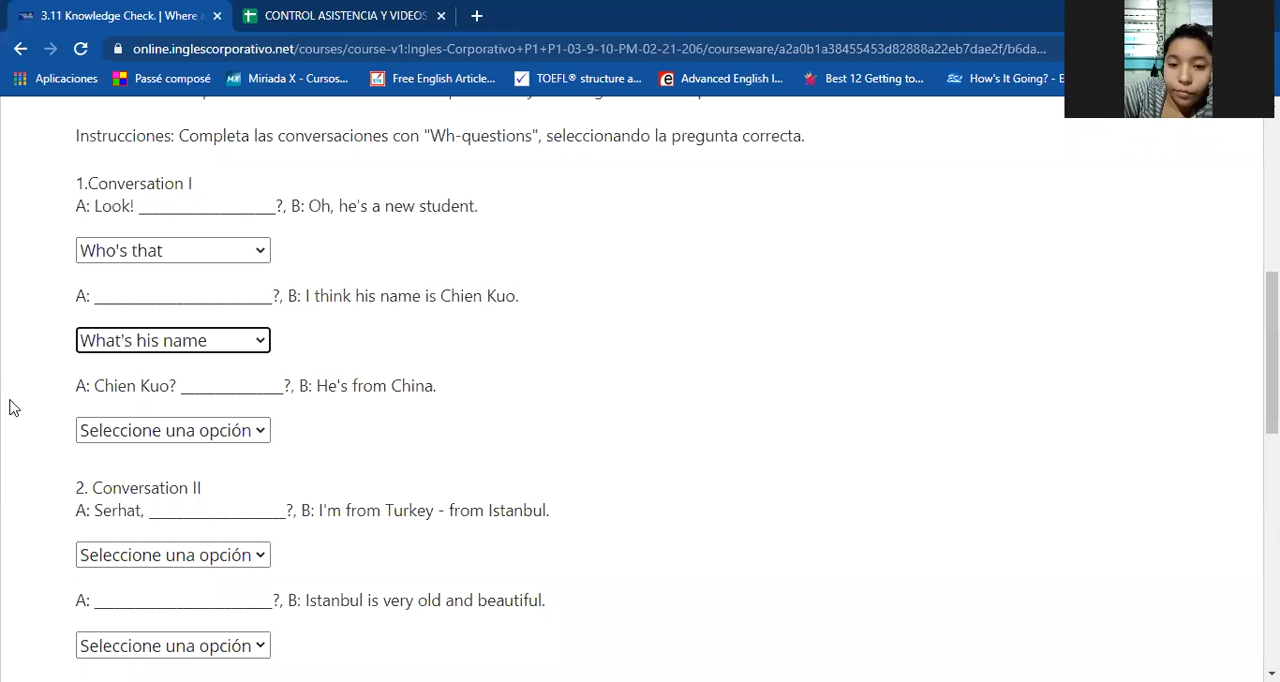 3.11 Knowledge Check. | Where a
CONTROL ASISTENCIA Y VIDEOS
online.inglescorporativo.net/courses/course-v1:Ingles-Corporativo+P1+P1-03-9-10-PM-02-21-206/courseware/a2a0b1a38455453d82888a22eb7dae2f/b6da...
Aplicaciones
Passé composé
Miriada X - Cursos...
Free English Article...
TOEFL® structure a...
Advanced English I...
Best 12 Getting to...
How's It Going? - E
Instrucciones: Completa las conversaciones con "Wh-questions", seleccionando la pregunta correcta.
1.Conversation I
A: Look! _________________?, B: Oh, he's a new student.
Who's that
A: ______________________?, B: I think his name is Chien Kuo.
What's his name
A: Chien Kuo? _____________?, B: He's from China.
Seleccione una opción
2. Conversation II
A: Serhat, _________________?, B: I'm from Turkey - from Istanbul.
Seleccione una opción
A: ______________________?, B: Istanbul is very old and beautiful.
Seleccione una opción